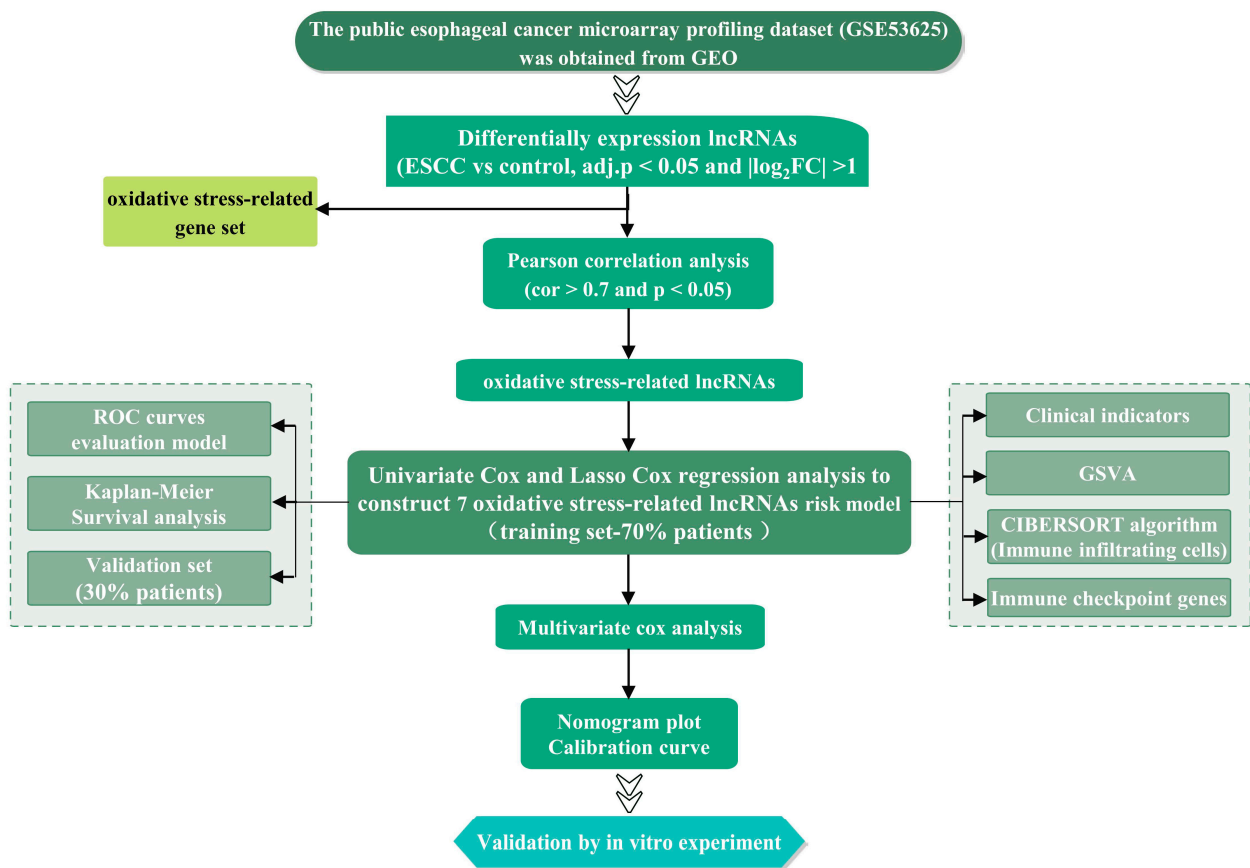 The public esophageal cancer microarray profiling dataset (GSE53625)
was obtained from GEO
Differentially expression lncRNAs
(ESCC vs control, adj.p < 0.05 and |log₂FC| >1
oxidative stress-related
gene set
Pearson correlation anlysis
(cor > 0.7 and p < 0.05)
oxidative stress-related lncRNAs
ROC curves
evaluation model
Kaplan-Meier
Survival analysis
Validation set
(30% patients)
Univariate Cox and Lasso Cox regression analysis to
construct 7 oxidative stress-related lncRNAs risk model
（training set-70% patients ）
Clinical indicators
GSVA
CIBERSORT algorithm
(Immune infiltrating cells)
Immune checkpoint genes
Multivariate cox analysis
Nomogram plot
Calibration curve
Validation by in vitro experiment